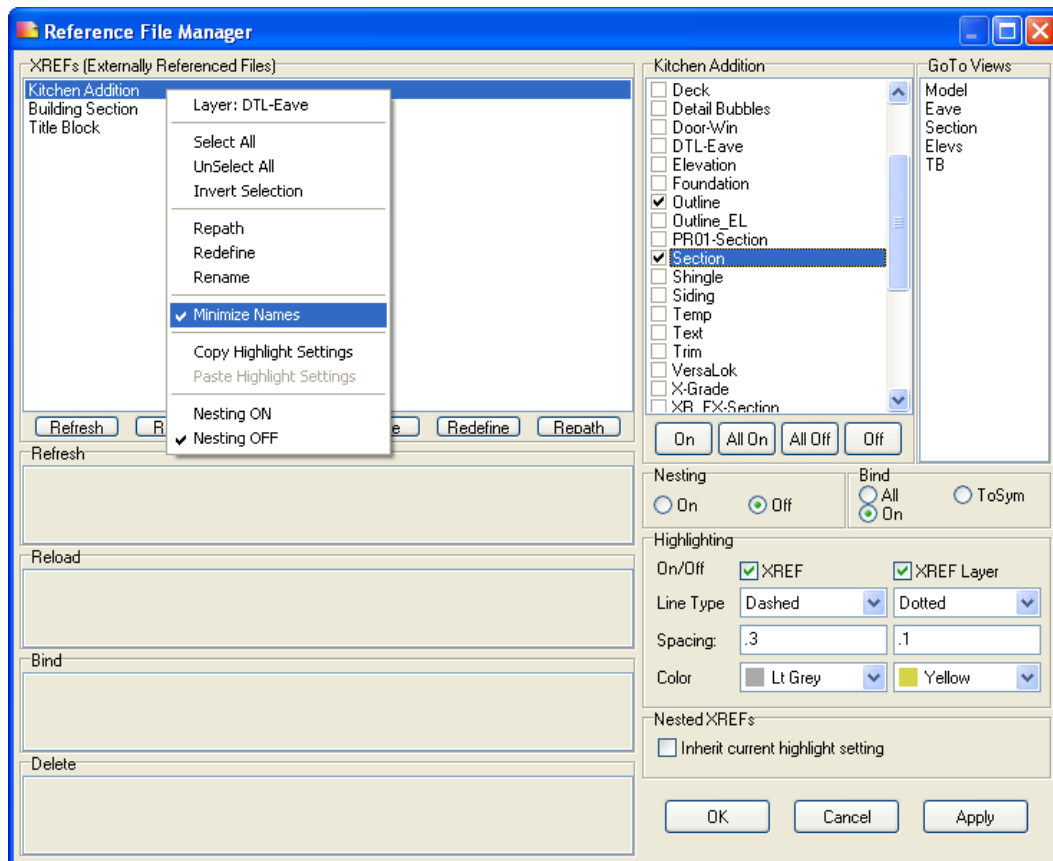 Reference File Manager
XREFs (Externally Referenced Files)
Kitchen Addition
Building Section
Title Block
Layer: DTL-Eave
Select All
UnSelect All
Invert Selection
Repath
Redefine
Rename
Minimize Names
Copy Highlight Settings
Paste Highlight Settings
Nesting ON
Nesting OFF
Refresh
Redefine
Repath
Refresh
Reload
Bind
Delete
Kitchen Addition
Deck
Detail Bubbles
Door-Win
DTL-Eave
Elevation
Foundation
Outline
Outline_EL
PR01-Section
Section
Shingle
Siding
Temp
Text
Trim
VersaLok
X-Grade
XR_EX-Section
On All On All Off Off
GoTo Views
Model
Eave
Section
Elevs
TB
Nesting
On Off
Bind
All ToSym
On
Highlighting
On/Off XREF XREF Layer
Line Type Dashed Dotted
Spacing: .3 .1
Color Lt Grey Yellow
Nested XREFs
Inherit current highlight setting
OK Cancel Apply